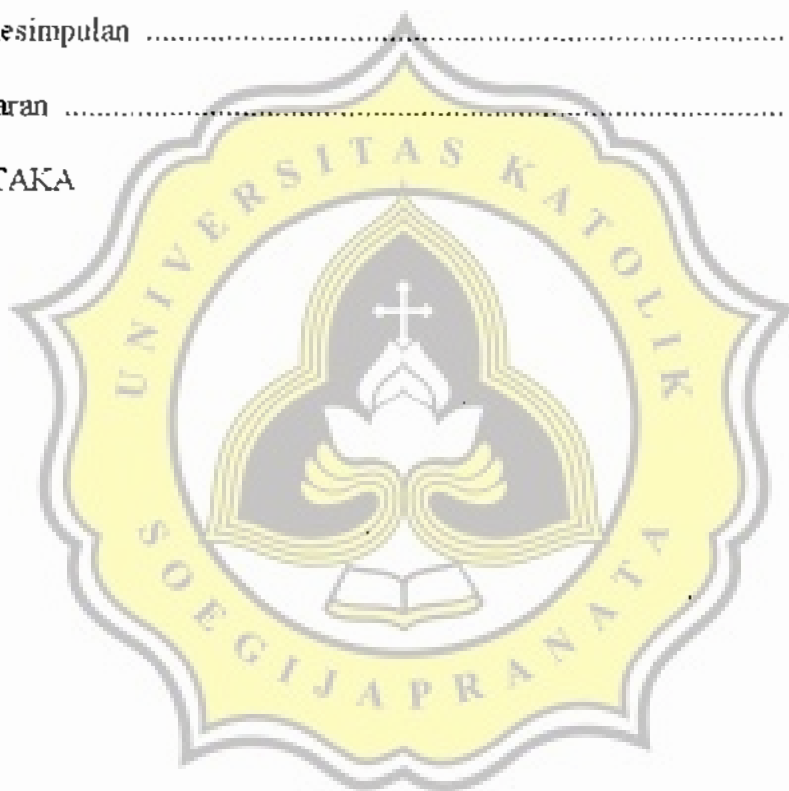 esimpulan ........................................................................................
aran ........................................................................................
TAKA
UNIVERSITAS KATOLIK
SOEGIJAPRANATA